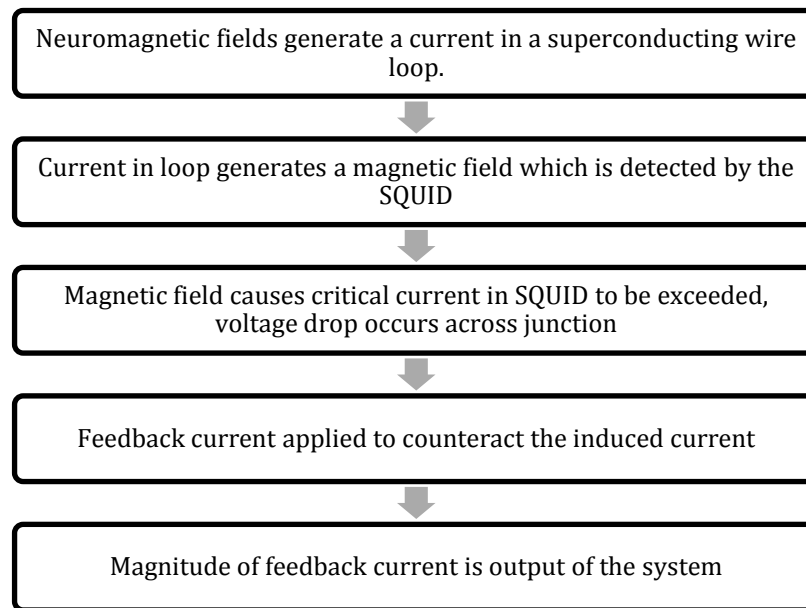 Neuromagnetic fields generate a current in a superconducting wire
loop.
Current in loop generates a magnetic field which is detected by the
SQUID
Magnetic field causes critical current in SQUID to be exceeded,
voltage drop occurs across junction
Feedback current applied to counteract the induced current
Magnitude of feedback current is output of the system